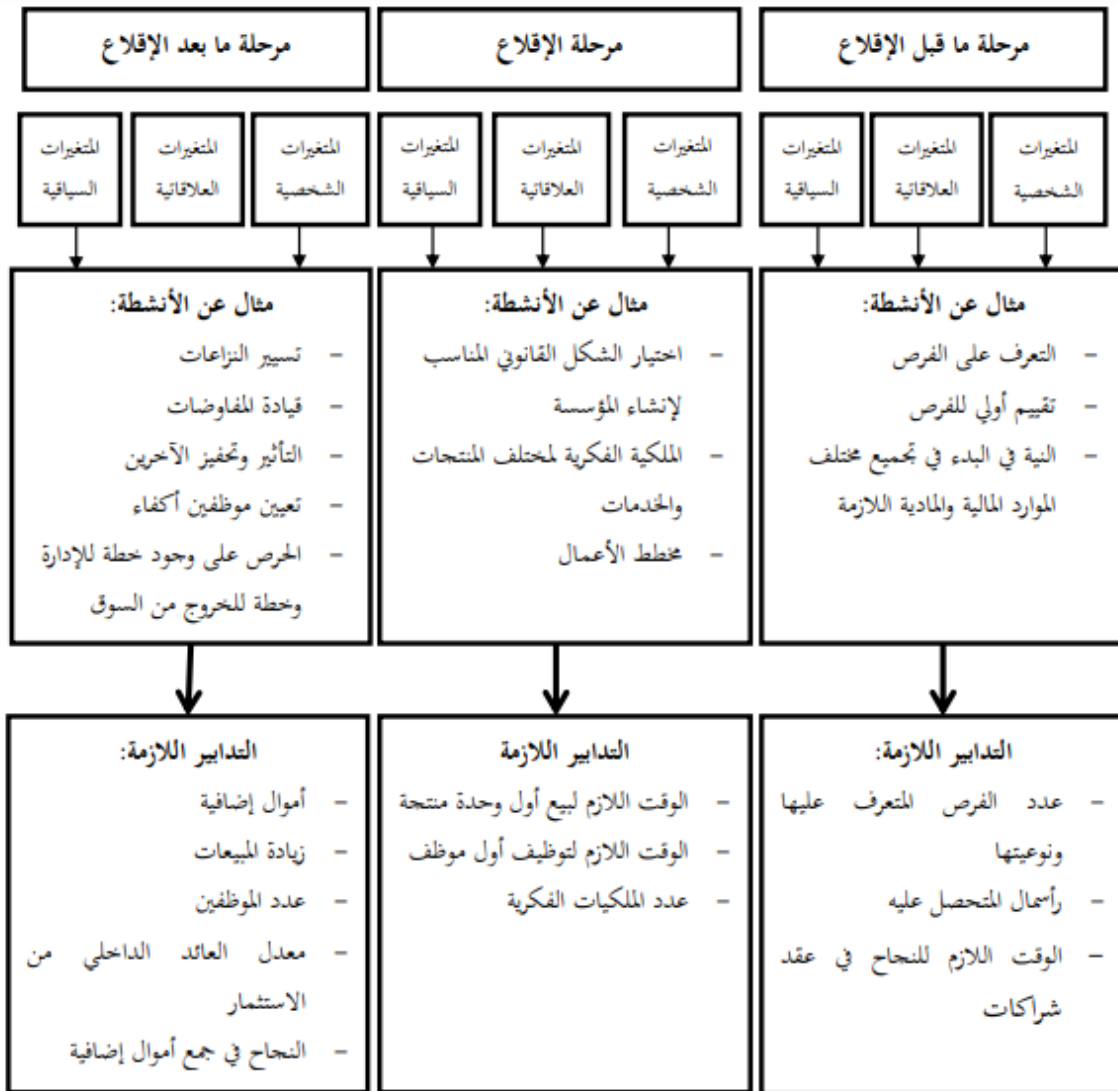 مرحلة ما قبل الإقلاع
مرحلة الإقلاع
مرحلة ما بعد الإقلاع
المتغيرات
الشخصية
المتغيرات
العلاقاتية
المتغيرات
السياقية
المتغيرات
الشخصية
المتغيرات
العلاقاتية
المتغيرات
السياقية
المتغيرات
الشخصية
المتغيرات
العلاقاتية
المتغيرات
السياقية
مثال عن الأنشطة:
- التعرف على الفرص
- تقييم أولي للفرص
- النية في البدء في تجميع مختلف
الموارد المالية والمادية اللازمة
مثال عن الأنشطة:
- اختيار الشكل القانوني المناسب
لإنشاء المؤسسة
- الملكية الفكرية لمختلف المنتجات
والخدمات
- مخطط الأعمال
مثال عن الأنشطة:
- تسيير النزاعات
- قيادة المفاوضات
- التأثير وتحفيز الآخرين
- تعيين موظفين أكفاء
- الحرص على وجود خطة للإدارة
وخطة للخروج من السوق
التدابير اللازمة:
- عدد الفرص المتعرف عليها
ونوعيتها
- رأسمال المتحصل عليه
- الوقت اللازم للنجاح في عقد
شراكات
التدابير اللازمة
- الوقت اللازم لبيع أول وحدة منتجة
- الوقت اللازم لتوظيف أول موظف
- عدد الملكيات الفكرية
التدابير اللازمة:
- أموال إضافية
- زيادة المبيعات
- عدد الموظفين
- معدل العائد الداخلي من
الاستثمار
- النجاح في جمع أموال إضافية